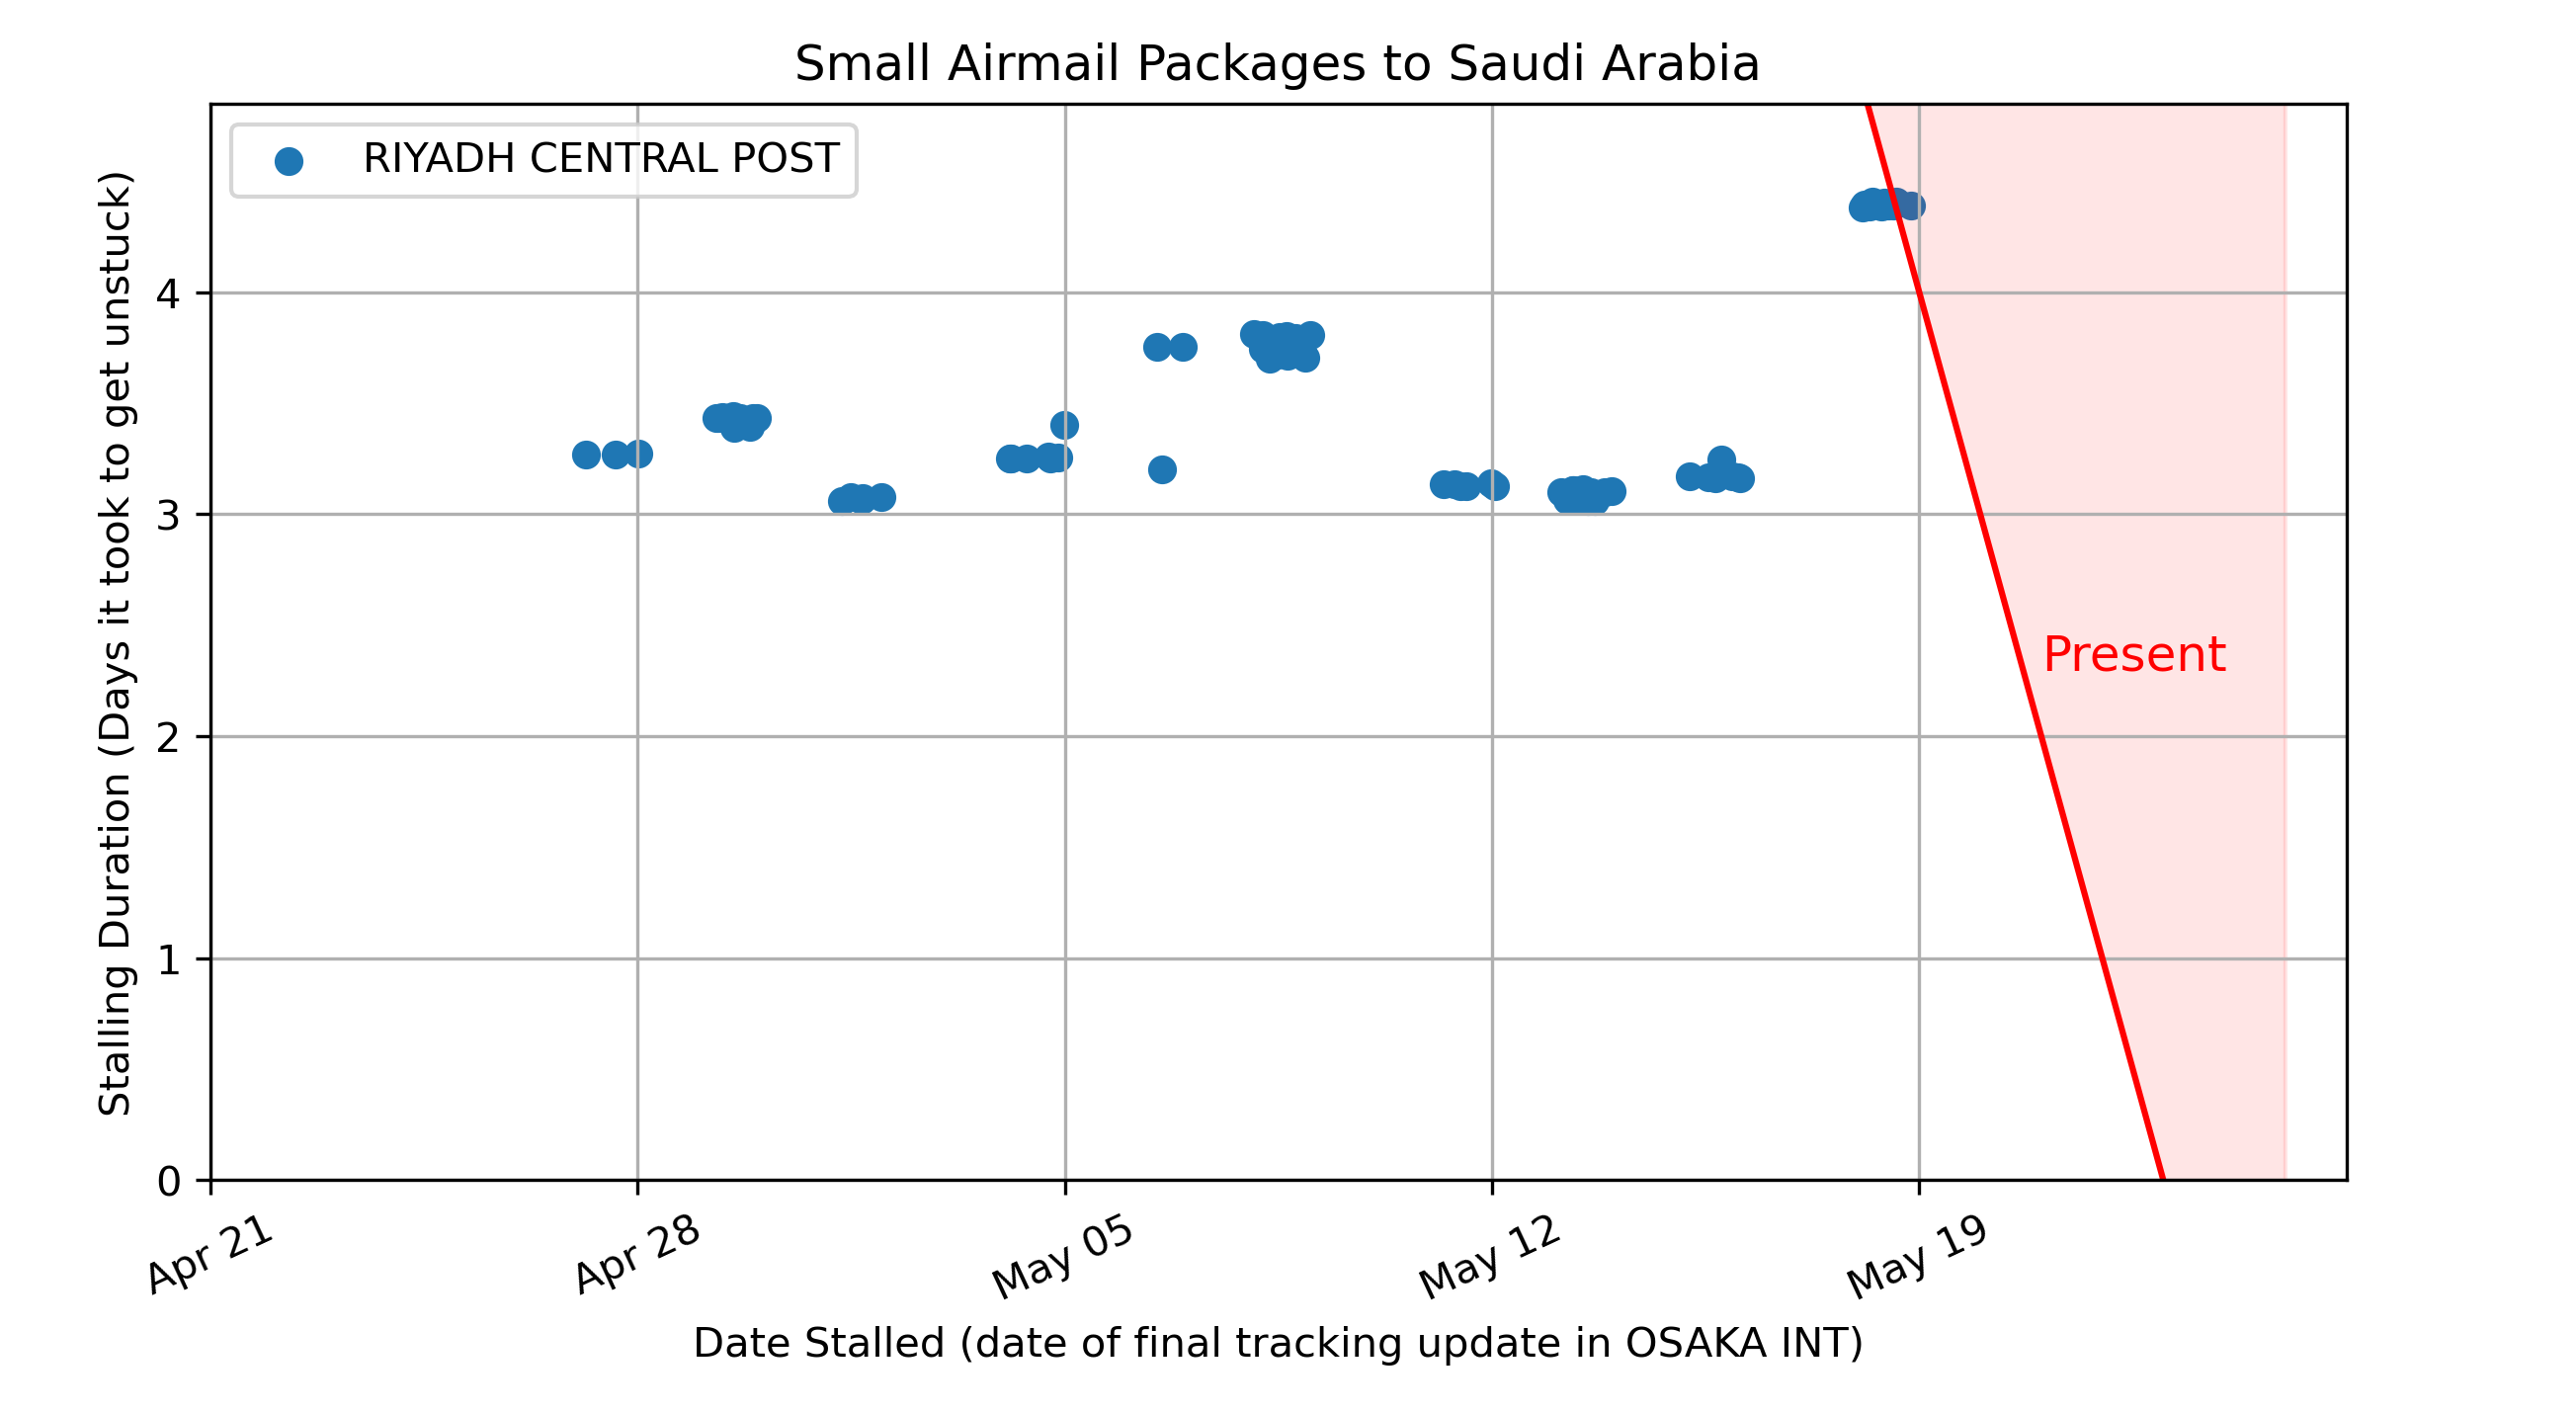 Small Airmail Packages to Saudi Arabia
RIYADH CENTRAL POST
Stalling Duration (Days it took to get unstuck)
4
3
2
1
0
Present
Apr 21
Apr 28
May 05
May 12
May 19
Date Stalled (date of final tracking update in OSAKA INT)